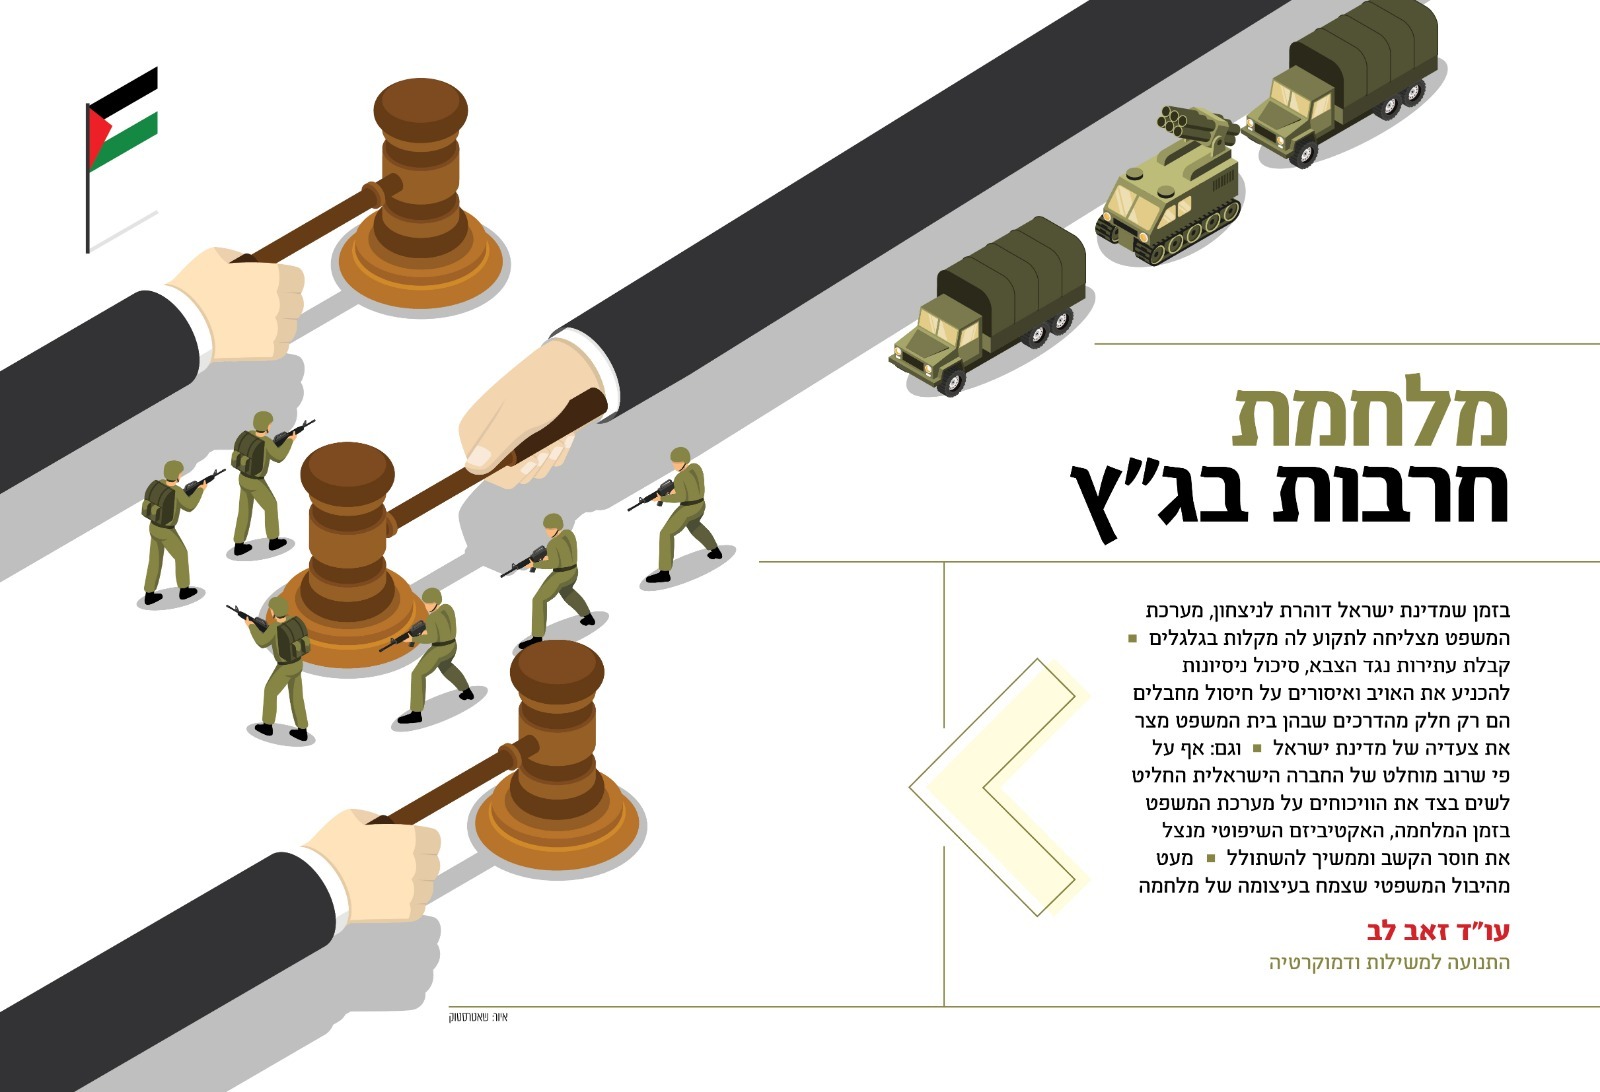 מלחמת
חרבות בג״ץ
בזמן שמדינת ישראל דוהרת לניצחון, מערכת
המשפט מצליחה לתקוע לה מקלות בגלגלים ■
קבלת עתירות נגד הצבא, סיכול ניסיונות
להכניע את האויב ואיסורים על חיסול מחבלים
הם רק חלק מהדרכים שבהן בית המשפט מצר
את צעדיה של מדינת ישראל ■ וגם: אף על
פי שרוב מוחלט של החברה הישראלית החליט
לשים בצד את הוויכוחים על מערכת המשפט
בזמן המלחמה, האקטיביזם השיפוטי מנצל
את חוסר הקשב וממשיך להשתולל ■ מעט
מהיבול המשפטי שצמח בעיצומה של מלחמה
עו״ד זאב לב
התנועה למשילות ודמוקרטיה
איור: שאטרסטוק